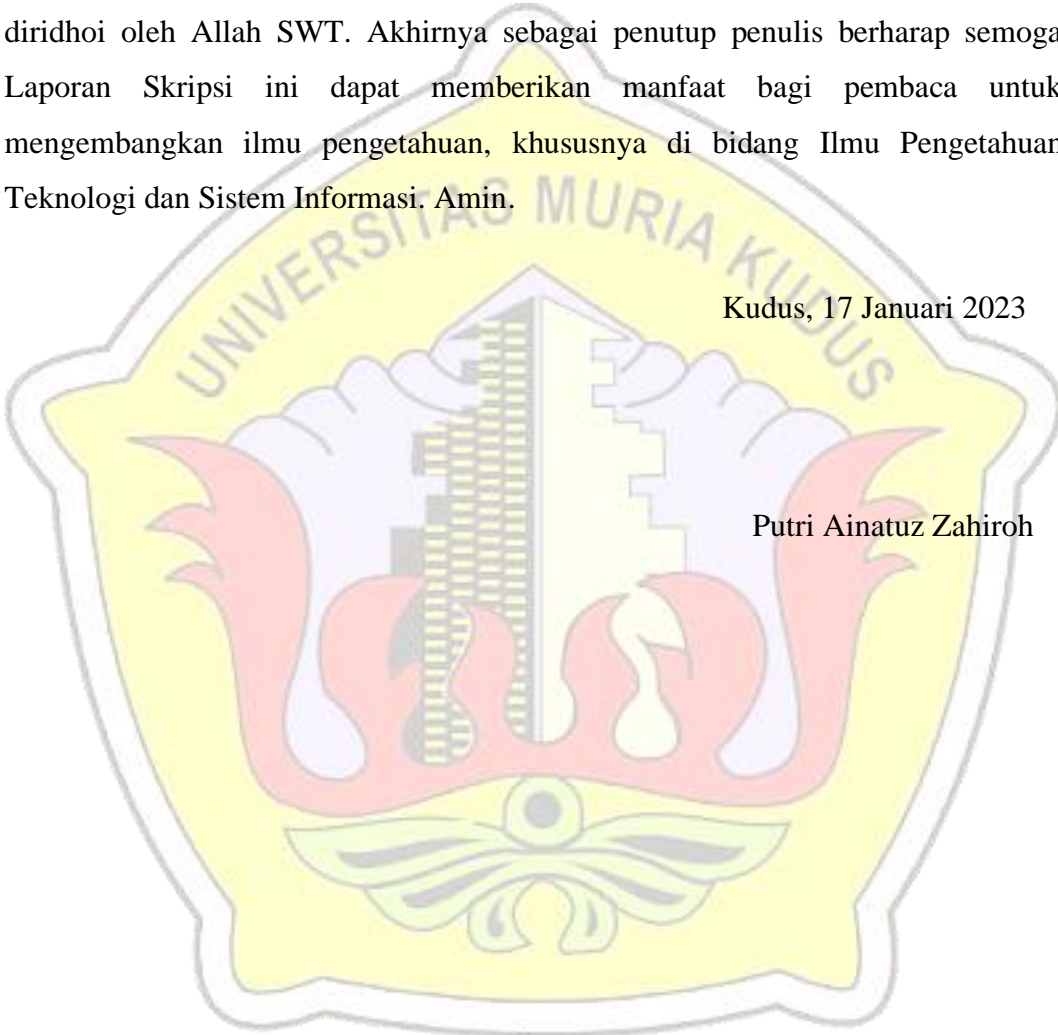 diridhoi oleh Allah SWT. Akhirnya sebagai penutup penulis berharap semoga
Laporan Skripsi ini dapat memberikan manfaat bagi pembaca untuk
mengembangkan ilmu pengetahuan, khususnya di bidang Ilmu Pengetahuan
Teknologi dan Sistem Informasi. Amin.
UNIVERSITAS MURIA KUDUS
Kudus, 17 Januari 2023
Putri Ainatuz Zahiroh